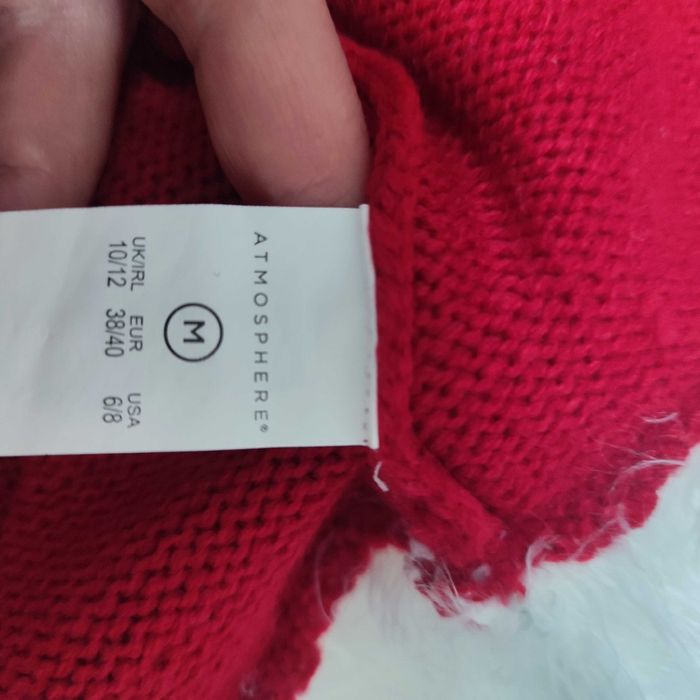 ATMOSPHERE®
M
UK/IRL EUR USA
10/12 38/40 6/8